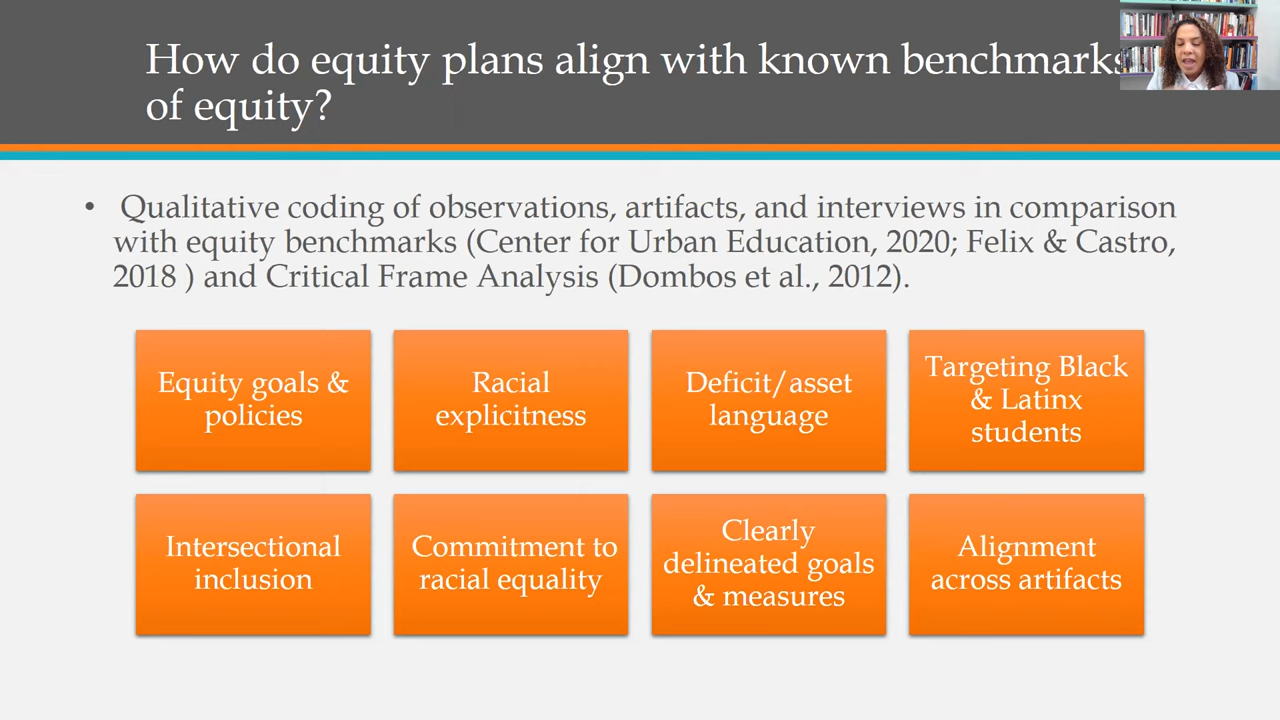 How do equity plans align with known benchmarks
of equity?
• Qualitative coding of observations, artifacts, and interviews in comparison
with equity benchmarks (Center for Urban Education, 2020; Felix & Castro,
2018 ) and Critical Frame Analysis (Dombos et al., 2012).
Equity goals &
policies
Racial
explicitness
Deficit/asset
language
Targeting Black
& Latinx
students
Intersectional
inclusion
Commitment to
racial equality
Clearly
delineated goals
& measures
Alignment
across artifacts